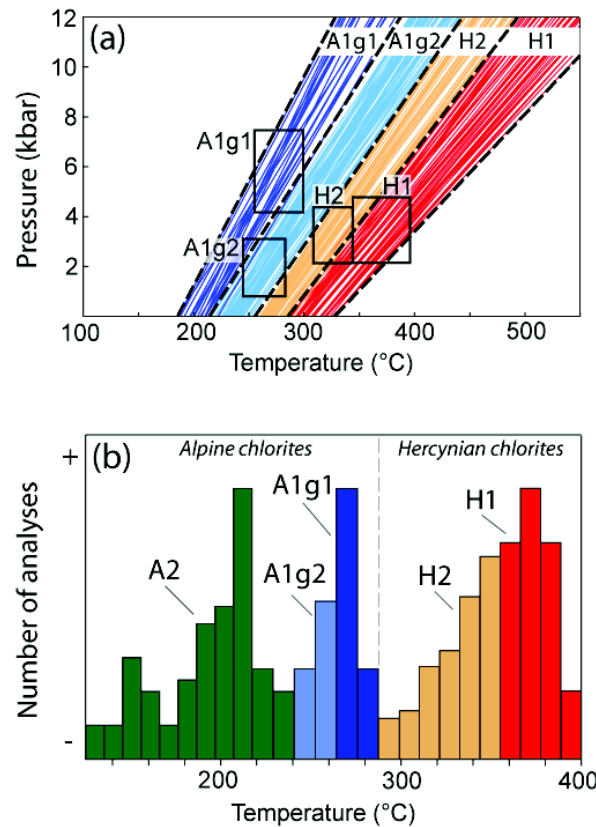 (a)
12
10
8
6
4
2
Pressure (kbar)
A1g1 A1g2 H2 H1
A1g1
H2 H1
A1g2
100 200 300 400 500
Temperature (°C)
(b)
+
-
Number of analyses
Alpine chlorites Hercynian chlorites
A1g1
H1
A2
A1g2
H2
200 300 400
Temperature (°C)